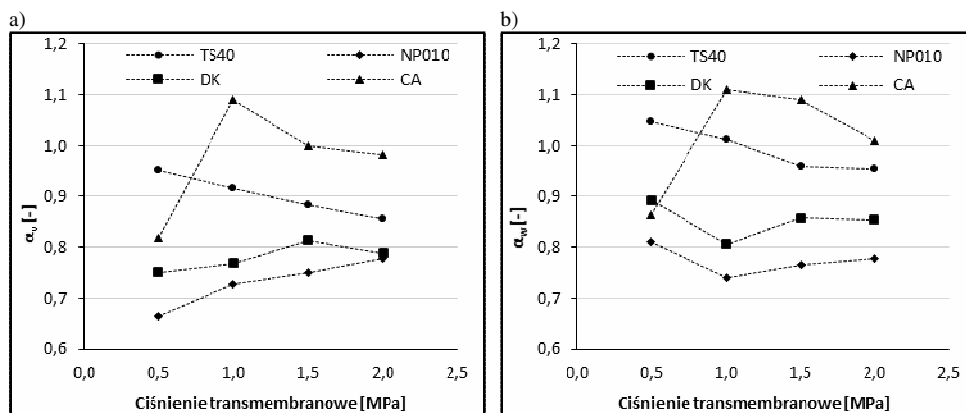 a)
1,2
1,1
1,0
0,9
0,8
0,7
0,6
αᵥ [-]
TS40
NP010
DK
CA
0,0
0,5
1,0
1,5
2,0
2,5
Ciśnienie transmembranowe [MPa]
b)
1,2
1,1
1,0
0,9
0,8
0,7
0,6
α_w [-]
TS40
NP010
DK
CA
0,0
0,5
1,0
1,5
2,0
2,5
Ciśnienie transmembranowe [MPa]